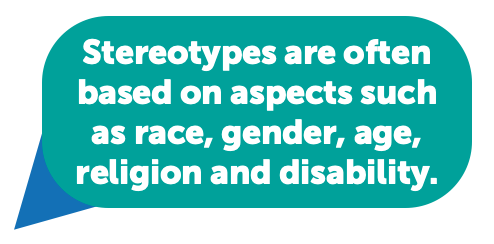 Stereotypes are often
based on aspects such
as race, gender, age,
religion and disability.